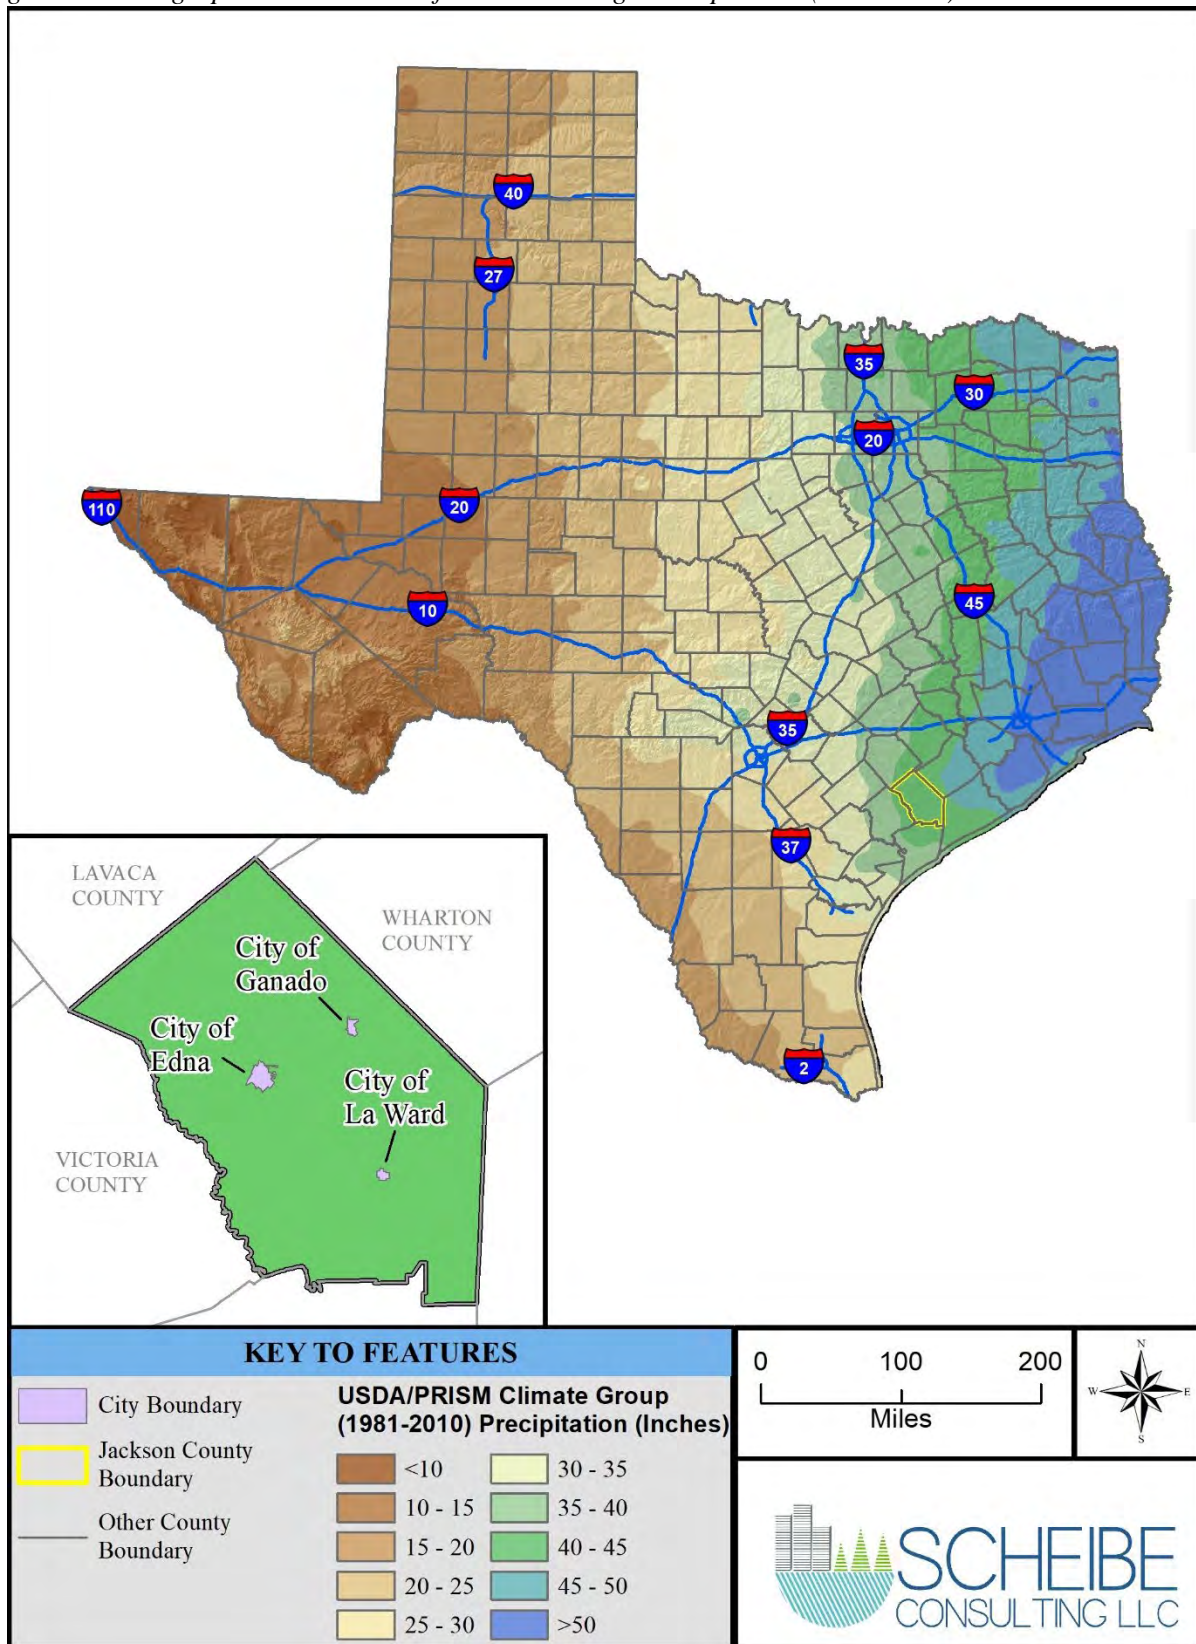 40
27
35
30
20
110
20
10
45
35
37
2
LAVACA
COUNTY
WHARTON
COUNTY
City of
Ganado
City of
Edna
City of
La Ward
VICTORIA
COUNTY
KEY TO FEATURES
City Boundary
Jackson County
Boundary
Other County
Boundary
USDA/PRISM Climate Group
(1981-2010) Precipitation (Inches)
<10
10 - 15
15 - 20
20 - 25
25 - 30
30 - 35
35 - 40
40 - 45
45 - 50
>50
0 100 200
Miles
N
W E
S
SCHEIBE
CONSULTING LLC